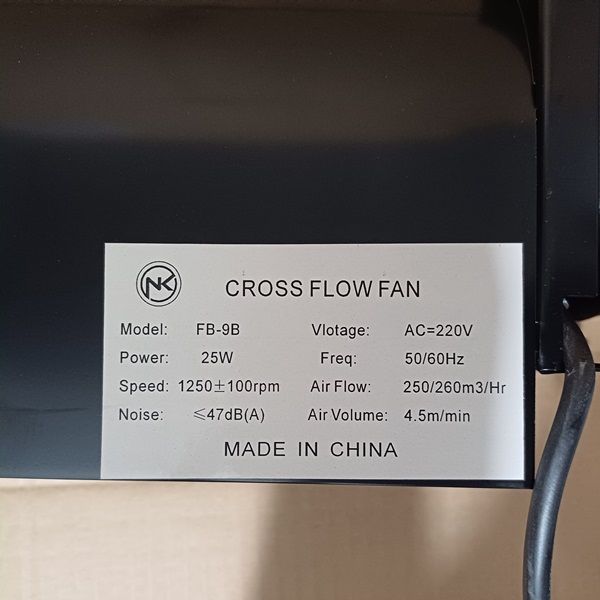 NK
CROSS FLOW FAN
Model: FB-9B Vlotage: AC=220V
Power: 25W Freq: 50/60Hz
Speed: 1250±100rpm Air Flow: 250/260m3/Hr
Noise: ≤47dB(A) Air Volume: 4.5m/min
MADE IN CHINA